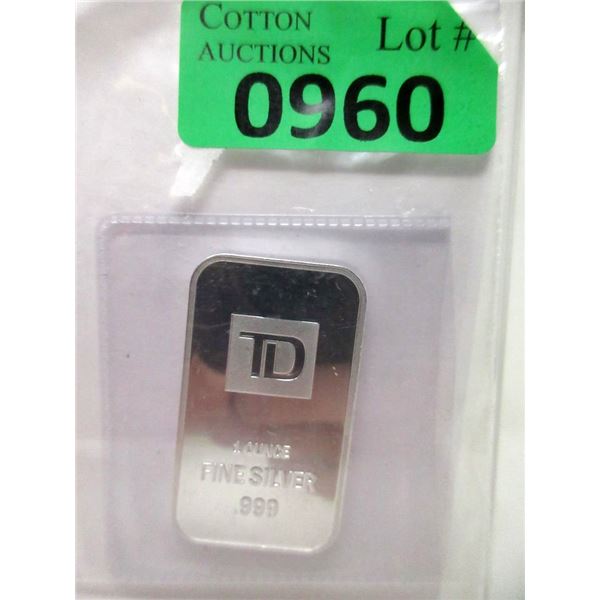 COTTON
AUCTIONS
Lot #
0960
TD
1 OUNCE
FINE SILVER
.999